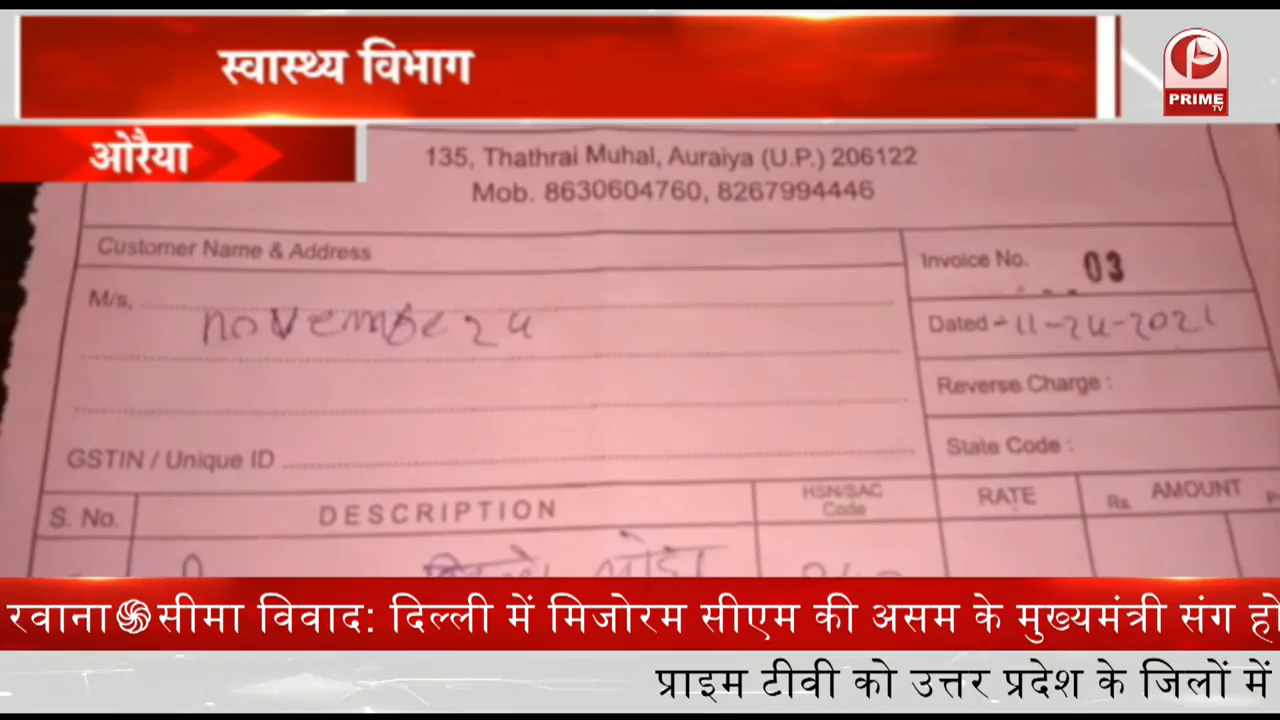 स्वास्थ्य विभाग
PRIME
TV
ओरैया
135, Thathrai Muhal, Auraiya (U.P.) 206122
Mob. 8630604760, 8267994446
Customer Name & Address
Invoice No. 03
M/s,
november 24
Dated - 11-24-2021
Reverse Charge :
State Code :
GSTIN / Unique ID
S. No. DESCRIPTION HSN/SAC Code RATE AMOUNT
Rs.
रवाना सीमा विवाद: दिल्ली में मिजोरम सीएम की असम के मुख्यमंत्री संग हो
प्राइम टीवी को उत्तर प्रदेश के जिलों में